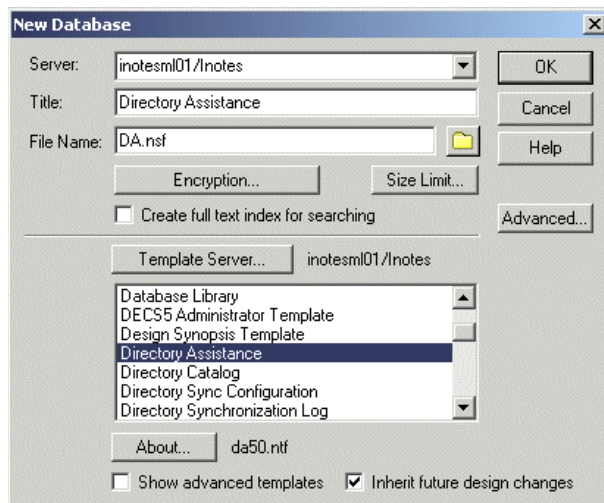 New Database
Server: inotesml01/Inotes OK
Title: Directory Assistance Cancel
File Name: DA.nsf Help
Encryption... Size Limit...
Create full text index for searching Advanced...
Template Server... inotesml01/Inotes
Database Library
DECS5 Administrator Template
Design Synopsis Template
Directory Assistance
Directory Catalog
Directory Sync Configuration
Directory Synchronization Log
About... da50.ntf
Show advanced templates Inherit future design changes